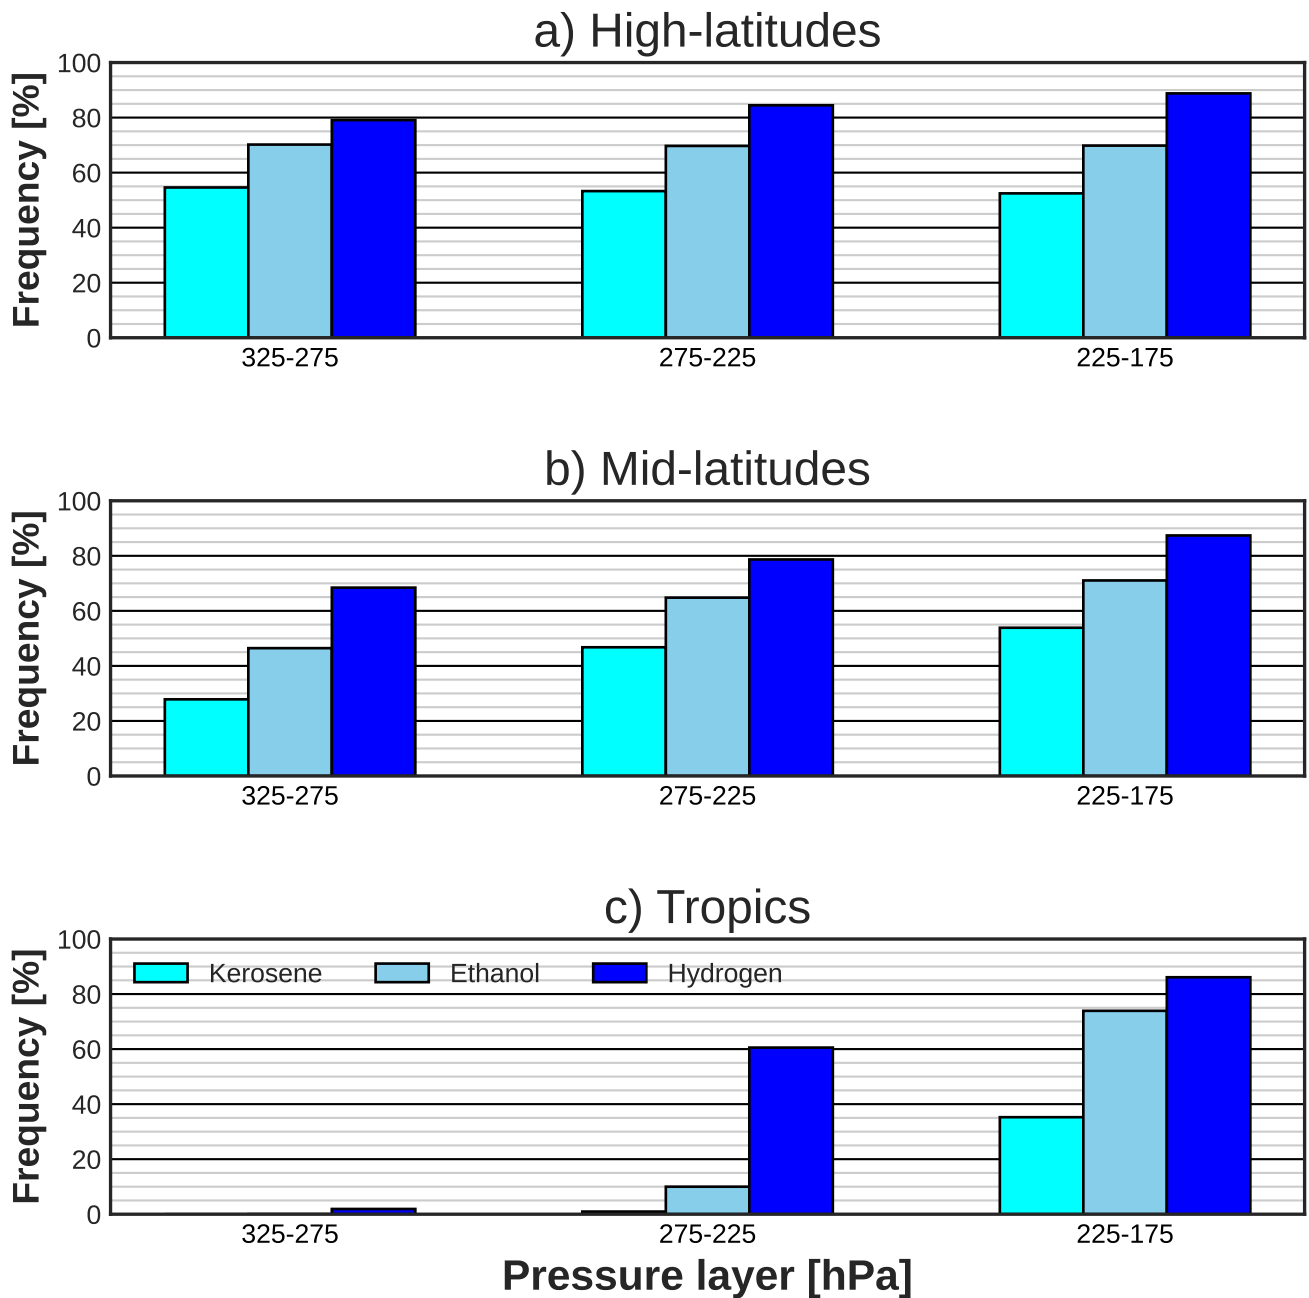 a) High-latitudes
Frequency [%]
100
80
60
40
20
0
325-275 275-225 225-175
b) Mid-latitudes
Frequency [%]
100
80
60
40
20
0
325-275 275-225 225-175
c) Tropics
Frequency [%]
100
80
60
40
20
0
Kerosene Ethanol Hydrogen
325-275 275-225 225-175
Pressure layer [hPa]